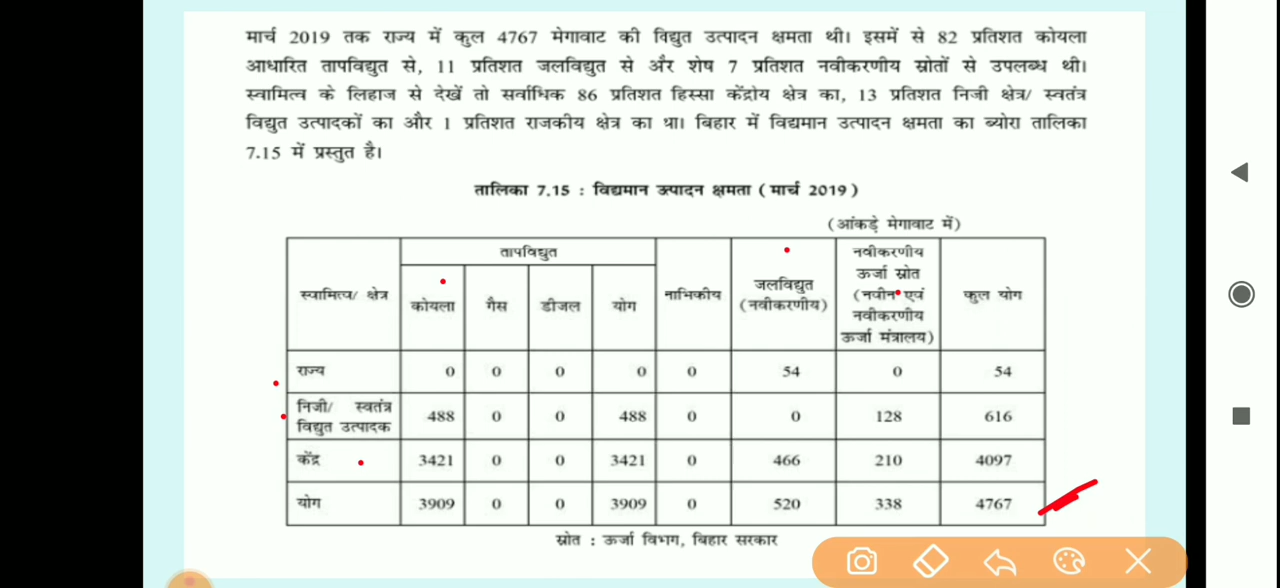 मार्च 2019 तक राज्य में कुल 4767 मेगावाट की विद्युत उत्पादन क्षमता थी। इसमें से 82 प्रतिशत कोयला
आधारित तापविद्युत से, 11 प्रतिशत जलविद्युत से और शेष 7 प्रतिशत नवीकरणीय स्रोतों से उपलब्ध थी।
स्वामित्व के लिहाज से देखें तो सर्वाधिक 86 प्रतिशत हिस्सा केंद्रीय क्षेत्र का, 13 प्रतिशत निजी क्षेत्र/ स्वतंत्र
विद्युत उत्पादकों का और 1 प्रतिशत राजकीय क्षेत्र का था। बिहार में विद्यमान उत्पादन क्षमता का ब्योरा तालिका
7.15 में प्रस्तुत है।
तालिका 7.15 : विद्यमान उत्पादन क्षमता (मार्च 2019)
(आंकड़े मेगावाट में)
स्वामित्व/ क्षेत्र
तापविद्युत
कोयला गैस डीजल योग
नाभिकीय
जलविद्युत
(नवीकरणीय)
नवीकरणीय
ऊर्जा स्रोत
(नवीन एवं
नवीकरणीय
ऊर्जा मंत्रालय)
कुल योग
राज्य 0 0 0 0 0 54 0 54
निजी/ स्वतंत्र
विद्युत उत्पादक 488 0 0 488 0 0 128 616
केंद्र 3421 0 0 3421 0 466 210 4097
योग 3909 0 0 3909 0 520 338 4767
स्रोत : ऊर्जा विभाग, बिहार सरकार